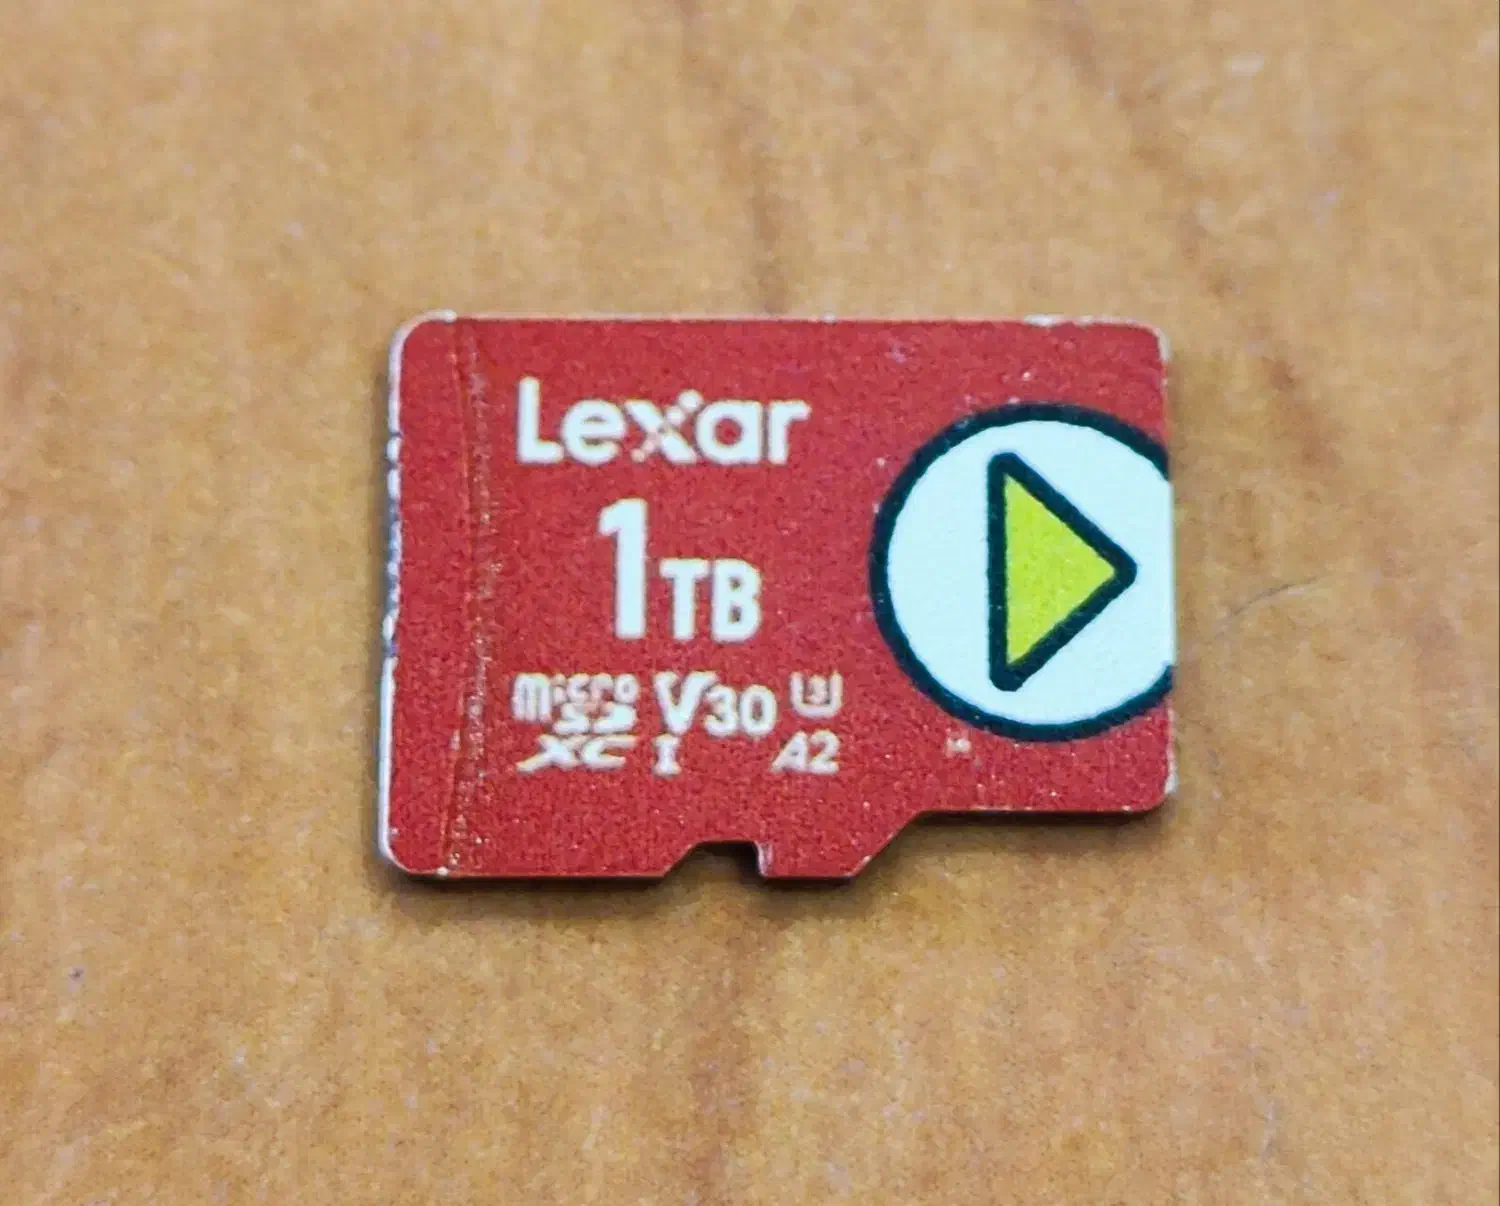 Lexar
1TB
micro SD XC I V30 U3 A2